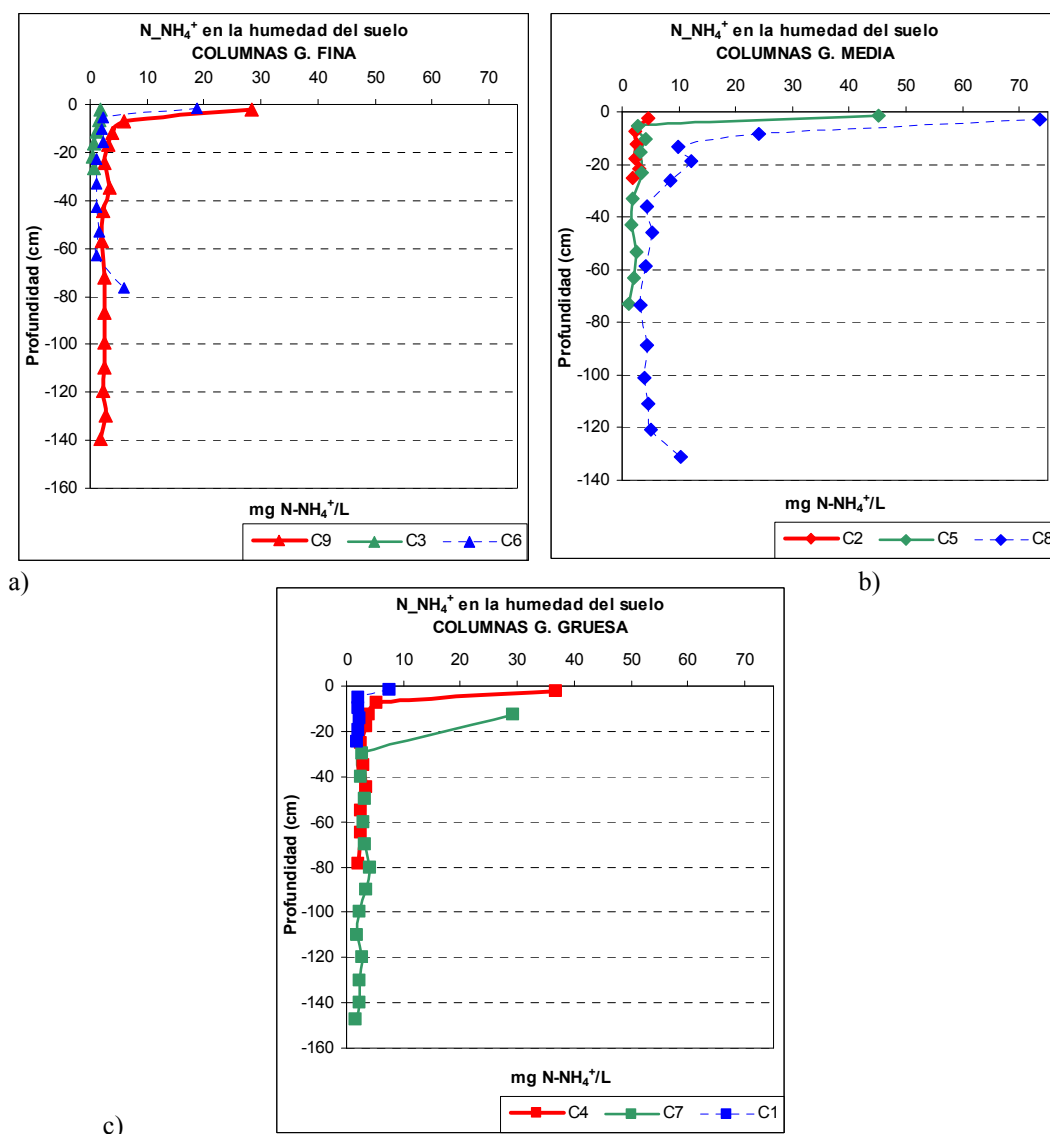 N_NH₄⁺ en la humedad del suelo
COLUMNAS G. FINA
0 10 20 30 40 50 60 70
0
-20
-40
-60
-80
-100
-120
-140
-160
Profundidad (cm)
mg N-NH₄⁺/L
C9 C3 C6
a)
N_NH₄⁺ en la humedad del suelo
COLUMNAS G. MEDIA
0 10 20 30 40 50 60 70
0
-20
-40
-60
-80
-100
-120
-140
Profundidad (cm)
mg N-NH₄⁺/L
C2 C5 C8
b)
N_NH₄⁺ en la humedad del suelo
COLUMNAS G. GRUESA
0 10 20 30 40 50 60 70
0
-20
-40
-60
-80
-100
-120
-140
-160
Profundidad (cm)
mg N-NH₄⁺/L
C4 C7 C1
c)